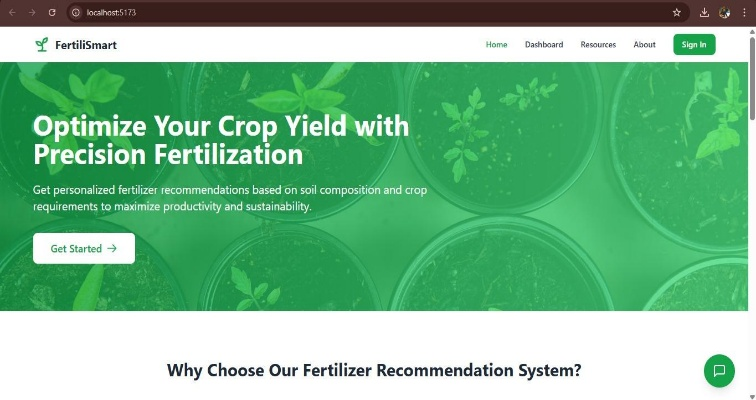 localhost:5173
FertiliSmart
Home Dashboard Resources About Sign In
Optimize Your Crop Yield with
Precision Fertilization
Get personalized fertilizer recommendations based on soil composition and crop
requirements to maximize productivity and sustainability.
Get Started
Why Choose Our Fertilizer Recommendation System?